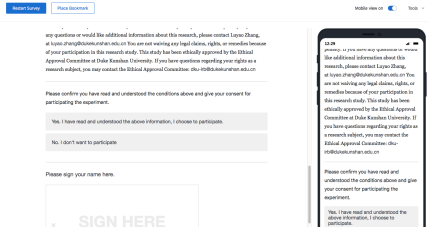 Restart Survey
Place Bookmark
Mobile view on
Tools
any questions or would like additional information about this research, please contact Luyao Zhang,
at luyao.zhang@dukekunshan.edu.cn You are not waiving any legal claims, rights, or remedies because
of your participation in this research study. This study has been ethically approved by the Ethical
Approval Committee at Duke Kunshan University. If you have questions regarding your rights as a
research subject, you may contact the Ethical Approval Committee: dku-irb@dukekunshan.edu.cn
Please confirm you have read and understood the conditions above and give your consent for
participating the experiment.
Yes. I have read and understood the above information, I choose to participate.
No. I don't want to participate
Please sign your name here.
SIGN HERE
12:29
penalty. If you have any questions or would
like additional information about this
research, please contact Luyao Zhang,
at luyao.zhang@dukekunshan.edu.cn You
are not waiving any legal claims, rights, or
remedies because of your participation in
this research study. This study has been
ethically approved by the Ethical Approval
Committee at Duke Kunshan University. If
you have questions regarding your rights as
a research subject, you may contact the
Ethical Approval Committee: dku-
irb@dukekunshan.edu.cn
Please confirm you have read and
understood the conditions above and give
your consent for participating the
experiment.
Yes. I have read and understood the
above information, I choose to
participate.